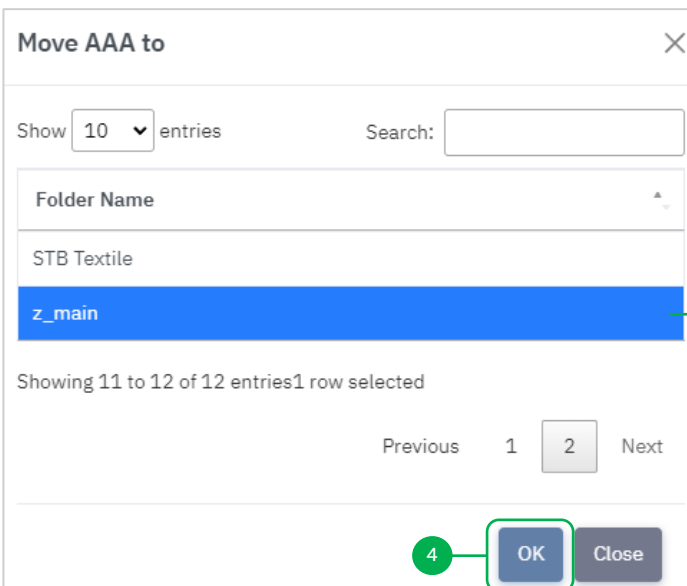 Move AAA to
Show 10 entries Search:
Folder Name
STB Textile
z_main
Showing 11 to 12 of 12 entries1 row selected
Previous 1 2 Next
4 OK Close